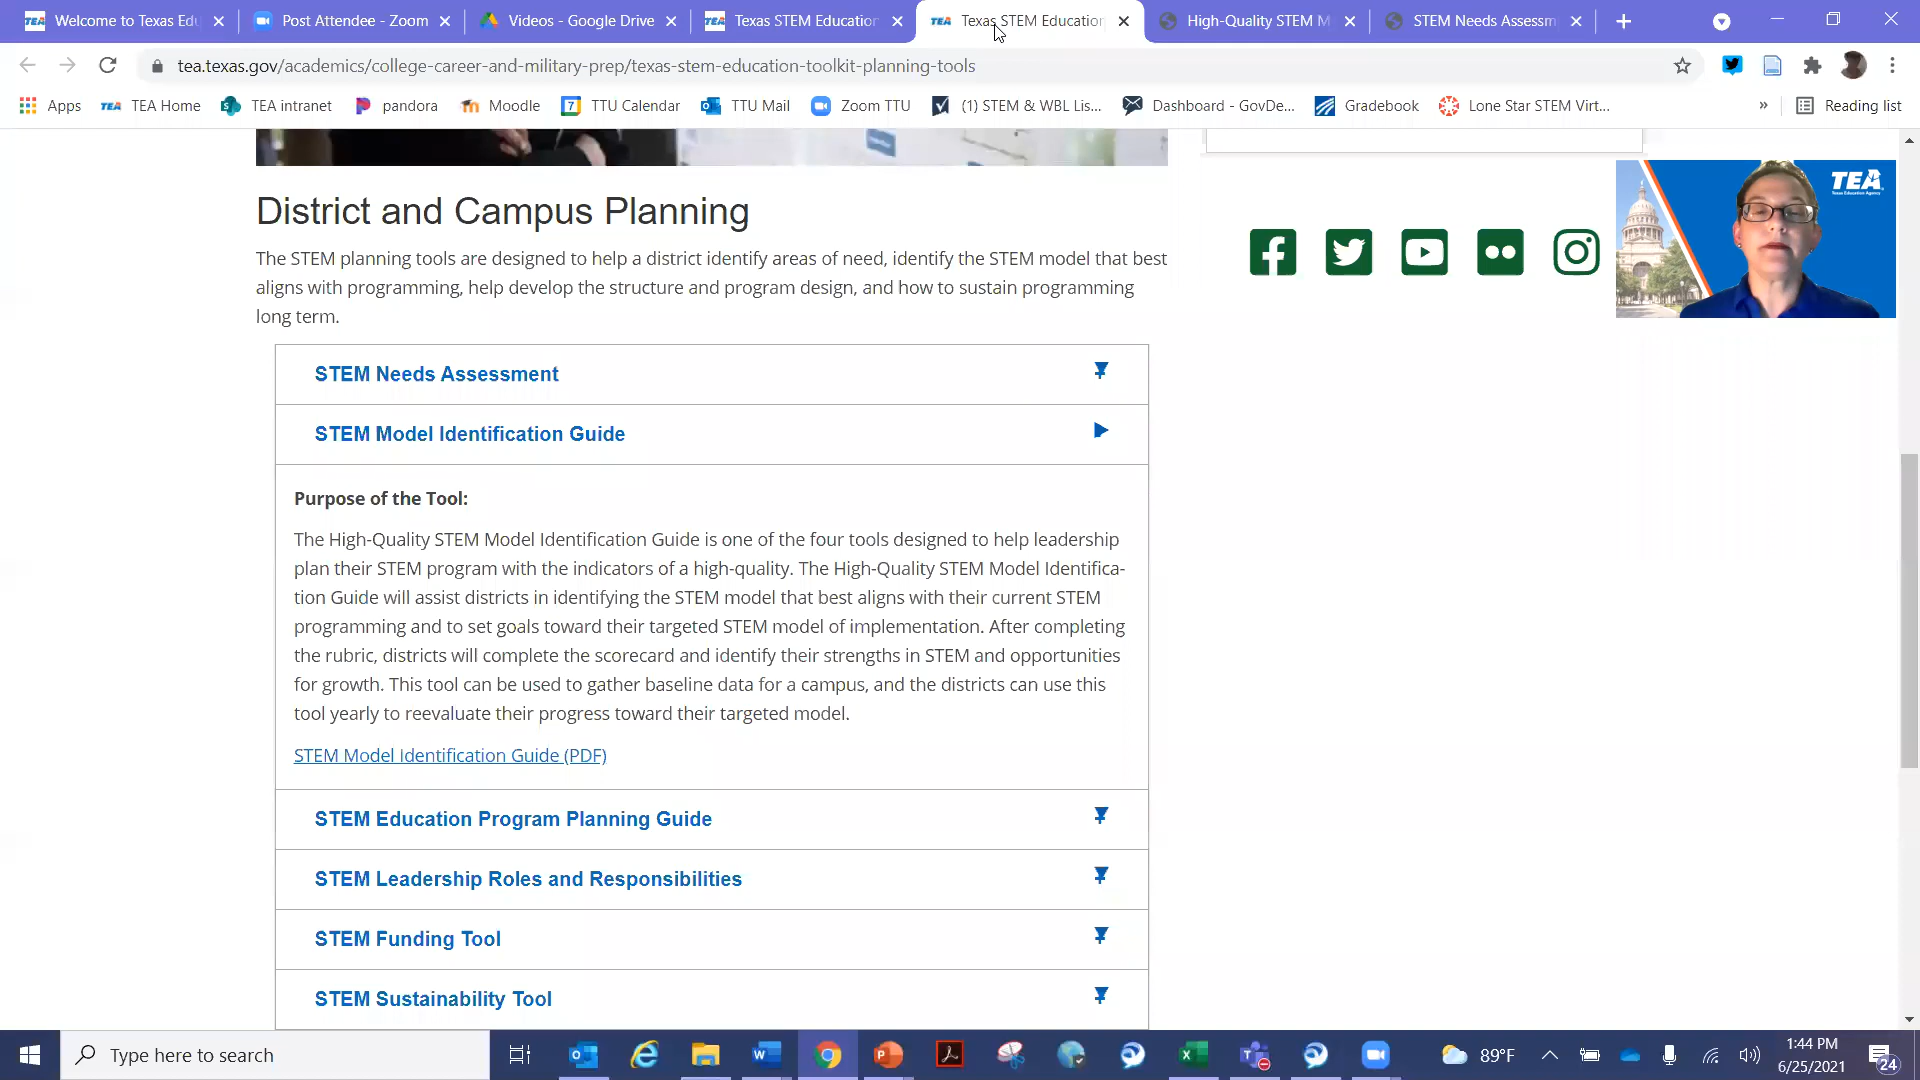 Welcome to Texas Edu
Post Attendee - Zoom
Videos - Google Drive
Texas STEM Education
Texas STEM Education
High-Quality STEM M
STEM Needs Assessm
tea.texas.gov/academics/college-career-and-military-prep/texas-stem-education-toolkit-planning-tools
Apps
TEA Home
TEA intranet
pandora
Moodle
TTU Calendar
TTU Mail
Zoom TTU
(1) STEM & WBL Lis...
Dashboard - GovDe...
Gradebook
Lone Star STEM Virt...
»
Reading list
TEA
Texas Education Agency
District and Campus Planning
The STEM planning tools are designed to help a district identify areas of need, identify the STEM model that best
aligns with programming, help develop the structure and program design, and how to sustain programming
long term.
STEM Needs Assessment
STEM Model Identification Guide
Purpose of the Tool:
The High-Quality STEM Model Identification Guide is one of the four tools designed to help leadership
plan their STEM program with the indicators of a high-quality. The High-Quality STEM Model Identifica-
tion Guide will assist districts in identifying the STEM model that best aligns with their current STEM
programming and to set goals toward their targeted STEM model of implementation. After completing
the rubric, districts will complete the scorecard and identify their strengths in STEM and opportunities
for growth. This tool can be used to gather baseline data for a campus, and the districts can use this
tool yearly to reevaluate their progress toward their targeted model.
STEM Model Identification Guide (PDF)
STEM Education Program Planning Guide
STEM Leadership Roles and Responsibilities
STEM Funding Tool
STEM Sustainability Tool
Type here to search
89°F
1:44 PM
6/25/2021
24